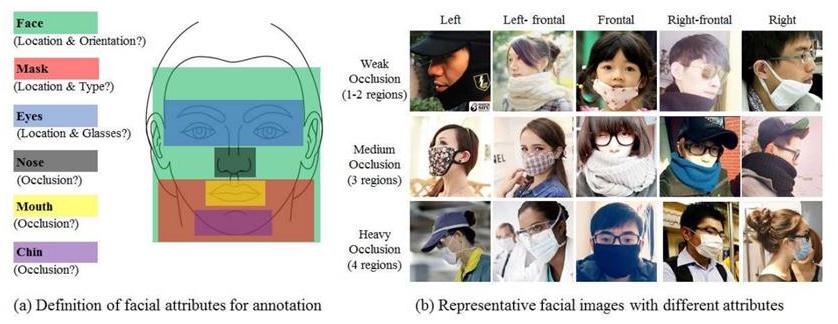 Face
(Location & Orientation?)
Mask
(Location & Type?)
Eyes
(Location & Glasses?)
Nose
(Occlusion?)
Mouth
(Occlusion?)
Chin
(Occlusion?)
(a) Definition of facial attributes for annotation
Left Left- frontal Frontal Right-frontal Right
Weak
Occlusion
(1-2 regions)
Medium
Occlusion
(3 regions)
Heavy
Occlusion
(4 regions)
(b) Representative facial images with different attributes